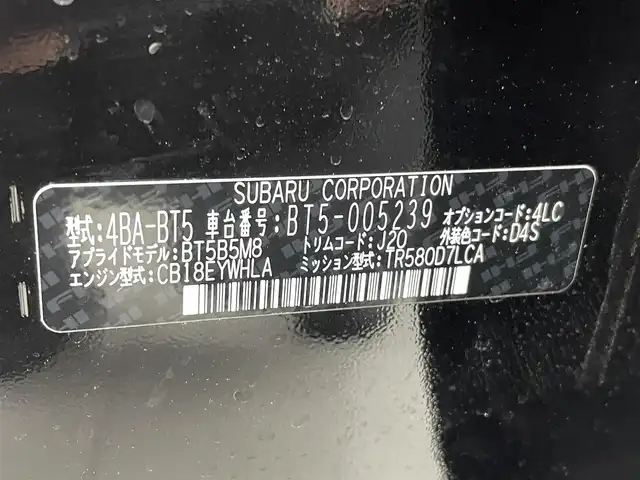 SUBARU CORPORATION
型式:4BA-BT5 車台番号:BT5-005239 オプションコード:4LC
アプライドモデル:BT5B5M8 トリムコード:J20 外装色コード:D4S
エンジン型式:CB18EYWHLA ミッション型式:TR580D7LCA